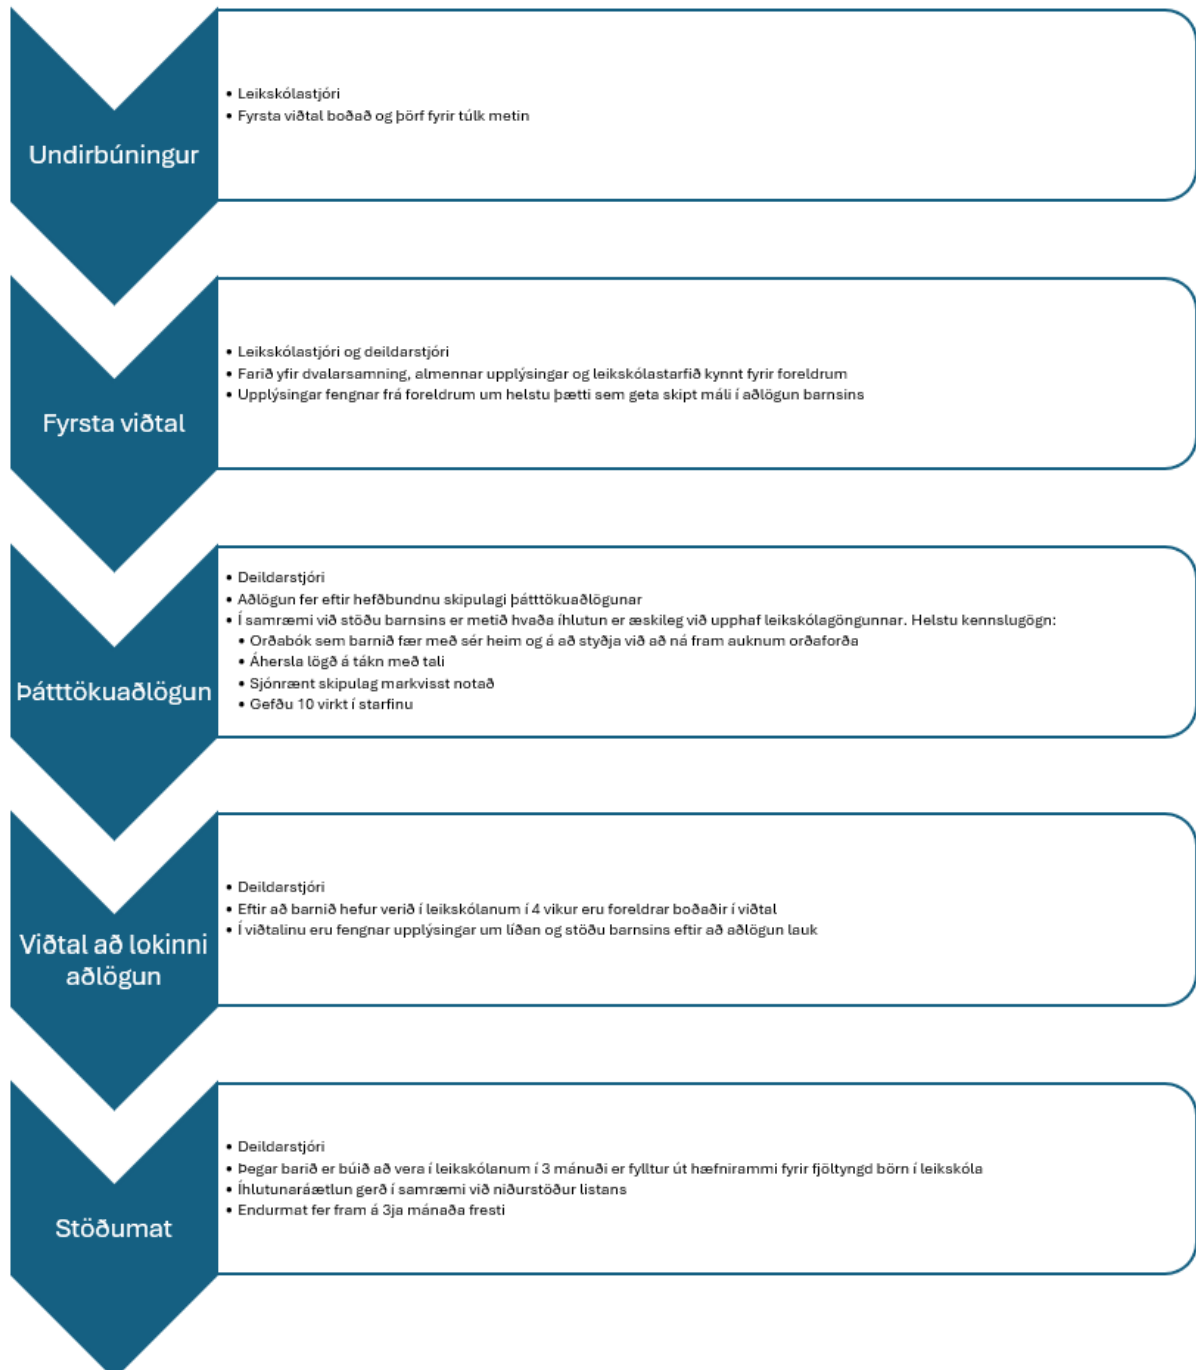 Undirbúningur
• Leikskólastjóri
• Fyrsta viðtal boðað og þörf fyrir túlk metin
Fyrsta viðtal
• Leikskólastjóri og deildarstjóri
• Farið yfir dvalarsamning, almennar upplýsingar og leikskólastarfið kynnt fyrir foreldrum
• Upplýsingar fengnar frá foreldrum um helstu þætti sem geta skipt máli í aðlögun barnsins
Þátttökuaðlögun
• Deildarstjóri
• Aðlögun fer eftir hefðbundnu skipulagi þátttökuaðlögunar
• Í samræmi við stöðu barnsins er metið hvaða íhlutun er æskileg við upphaf leikskólagöngunnar. Helstu kennslugögn:
• Orðabók sem barnið fær með sér heim og á að styðja við að ná fram auknum orðaforða
• Áhersla lögð á tákn með tali
• Sjónrænt skipulag markvisst notað
• Gefðu 10 virkt í starfinu
Viðtal að lokinni
aðlögun
• Deildarstjóri
• Eftir að barnið hefur verið í leikskólanum í 4 vikur eru foreldrar boðaðir í viðtal
• Í viðtalinu eru fengnar upplýsingar um líðan og stöðu barnsins eftir að aðlögun lauk
Stöðumat
• Deildarstjóri
• Þegar barið er búið að vera í leikskólanum í 3 mánuði er fylltur út hæfnirammi fyrir fjöltyngd börn í leikskóla
• Íhlutunaráætlun gerð í samræmi við niðurstöður listans
• Endurmat fer fram á 3ja mánaða fresti